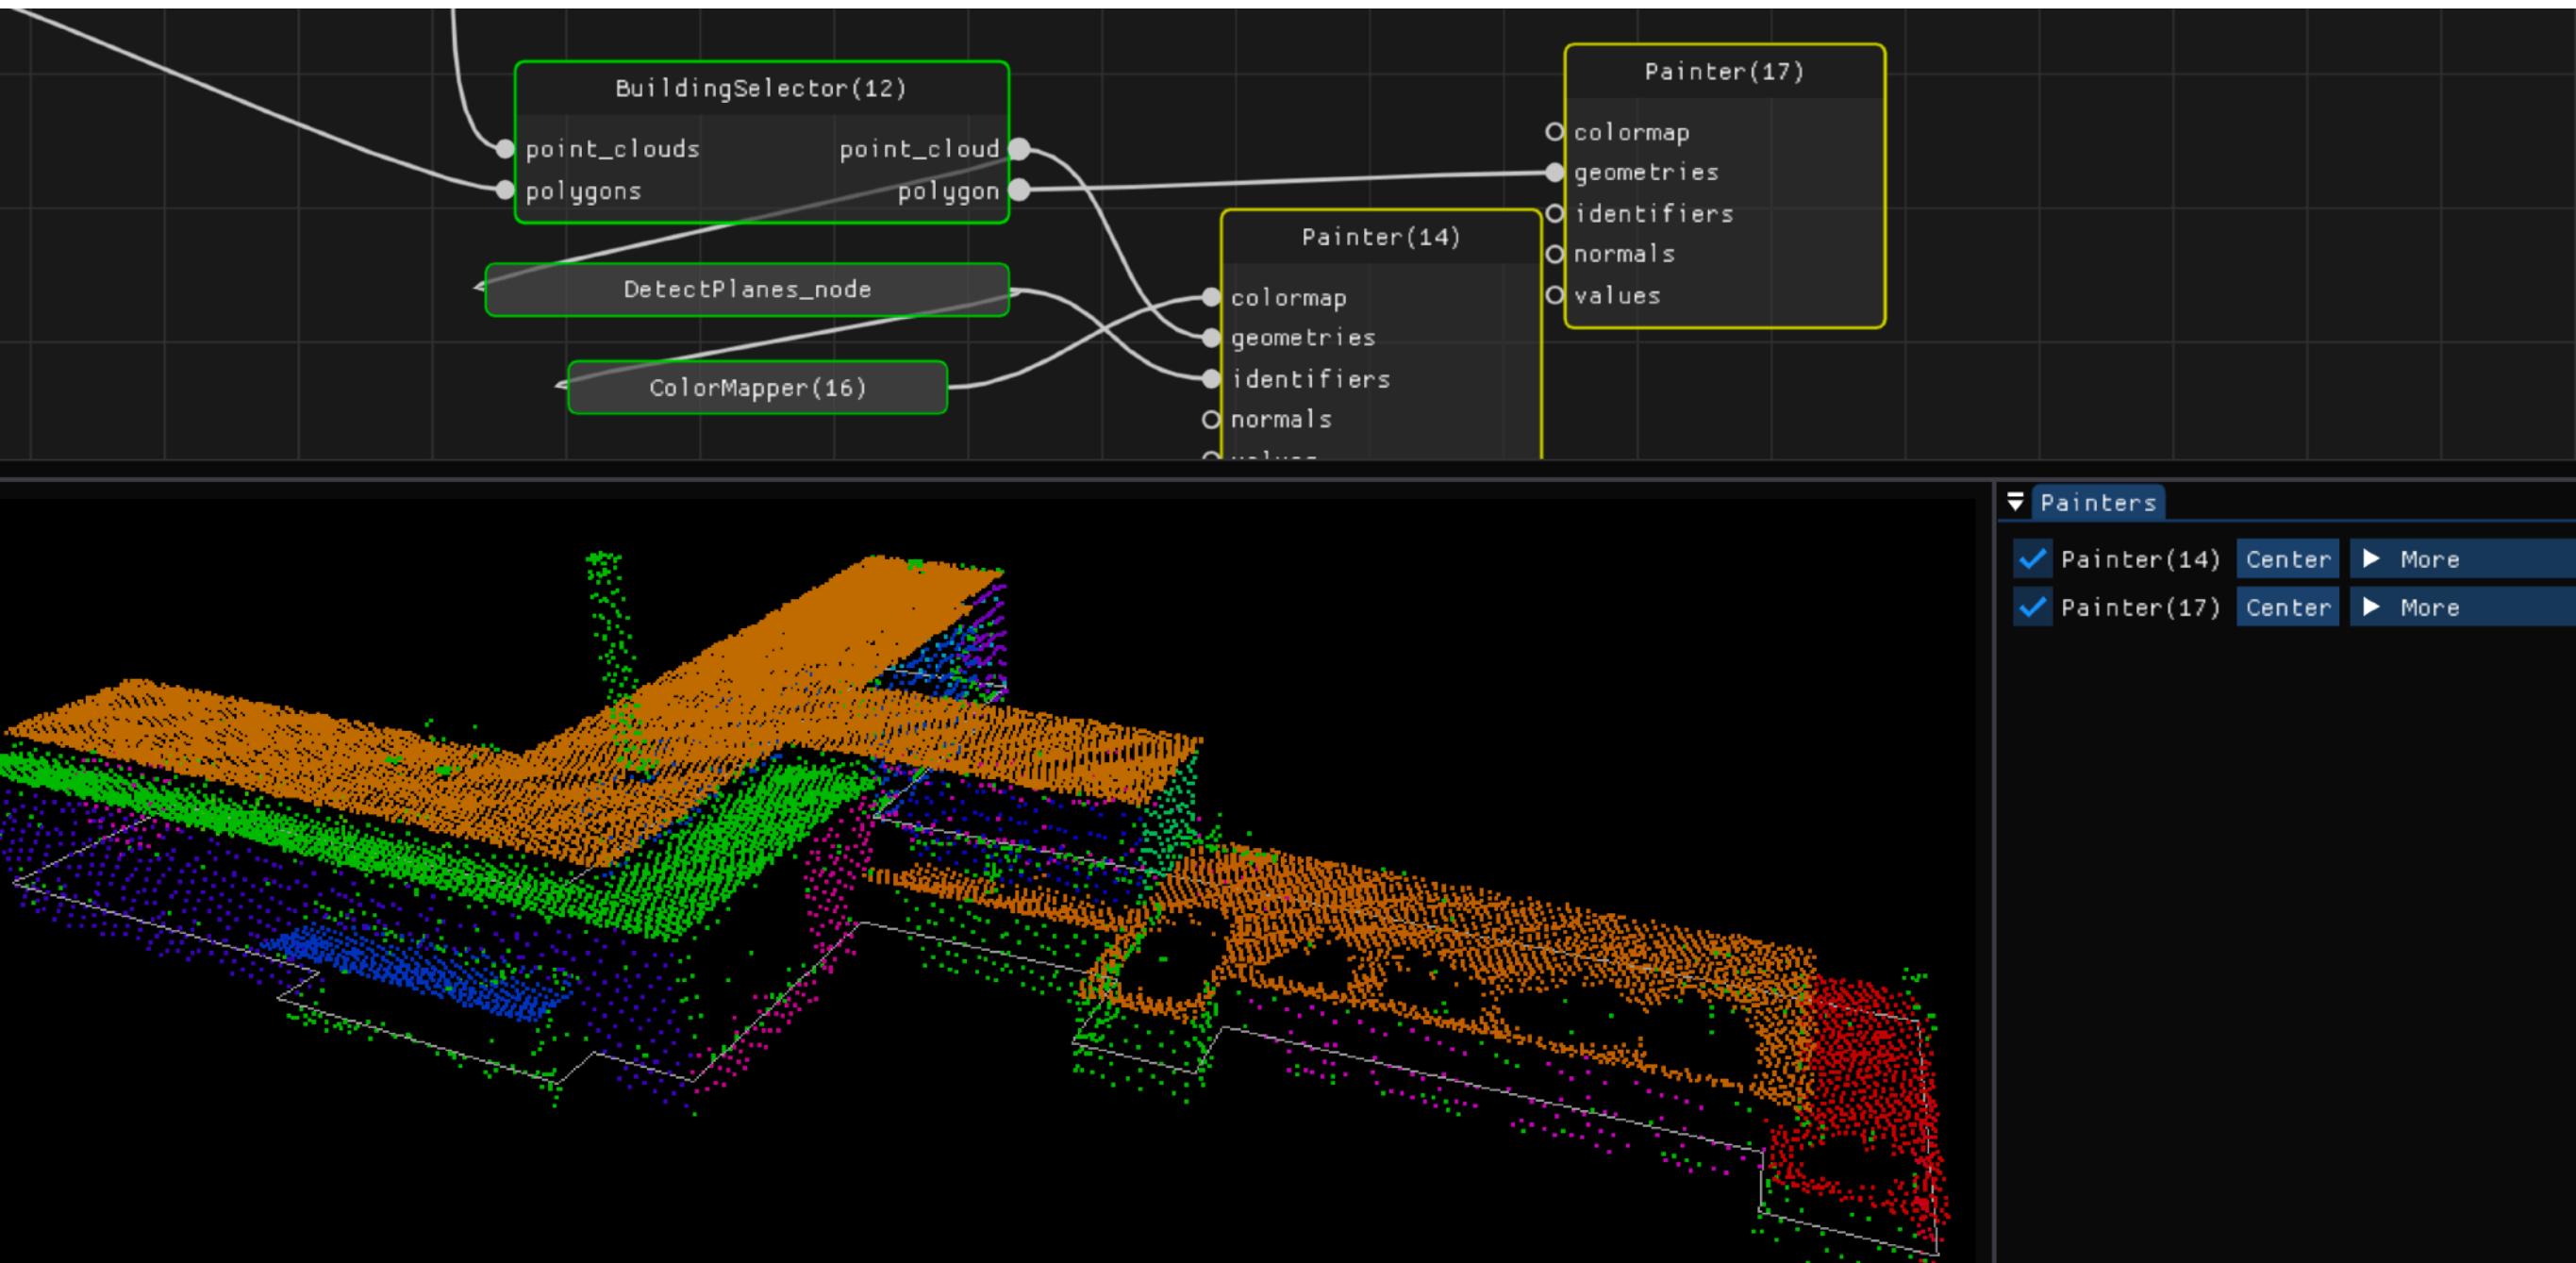 BuildingSelector(12)
point_clouds point_cloud
polygons polygon
DetectPlanes_node
ColorMapper(16)
Painter(14)
colormap
geometries
identifiers
normals
Painter(17)
colormap
geometries
identifiers
normals
values
Painters
Painter(14) Center More
Painter(17) Center More